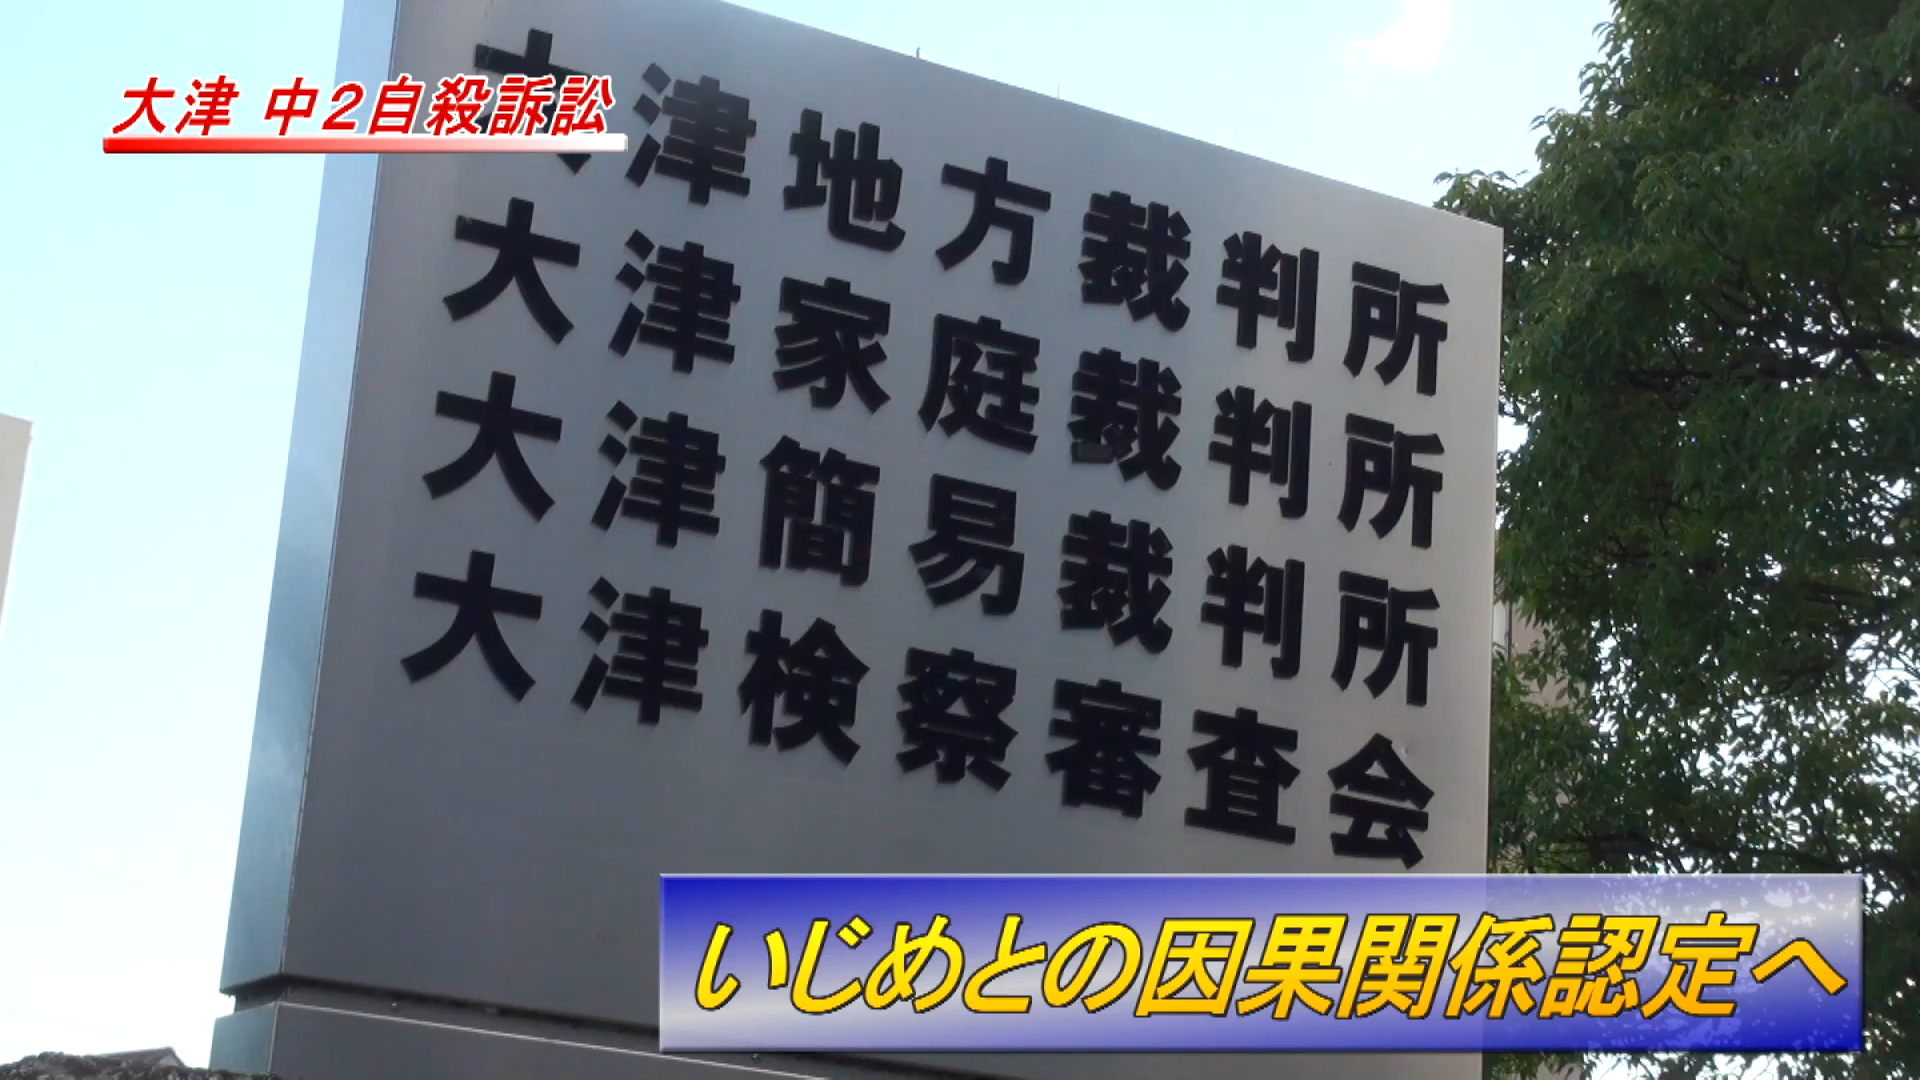 大津 中2自殺訴訟
大津地方裁判所
大津家庭裁判所
大津簡易裁判所
大津検察審査会
いじめとの因果関係認定へ